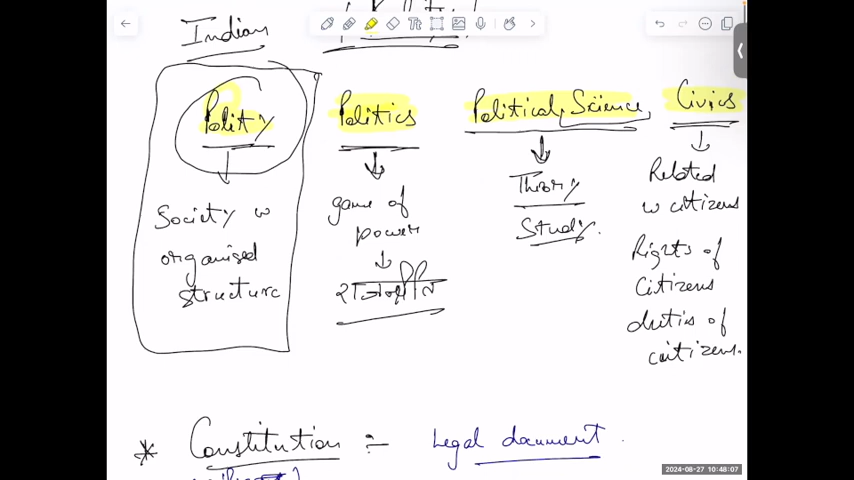 Indian
Polity
Politics
Political Science
Civics
Society w
organised
structure
game of
power
राजनीति
Theory
Study.
Related
w citizens
Rights of
Citizens
duties of
citizens.
* Constitution :- Legal document
2024-08-27 10:48:07